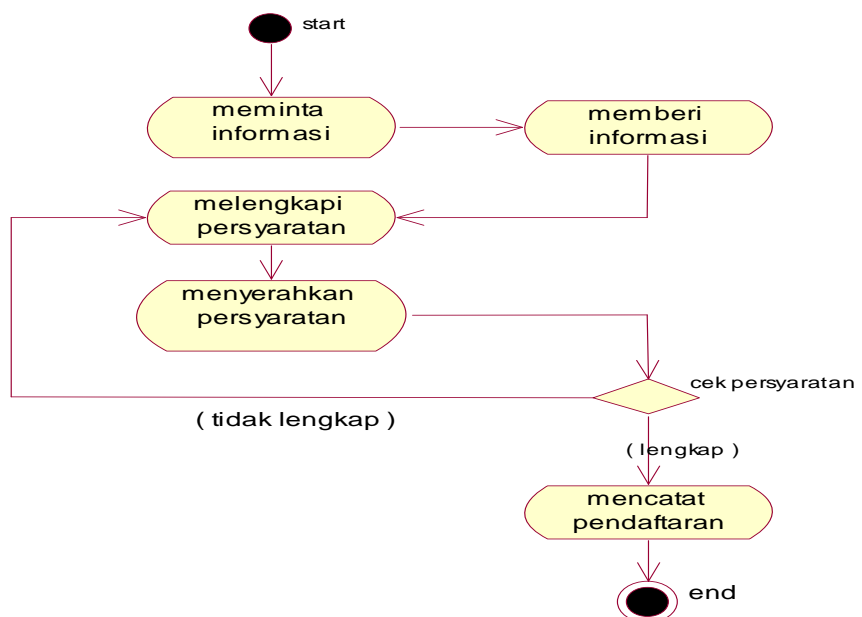 start
meminta
informasi
memberi
informasi
melengkapi
persyaratan
menyerahkan
persyaratan
cek persyaratan
( tidak lengkap )
( lengkap )
mencatat
pendaftaran
end